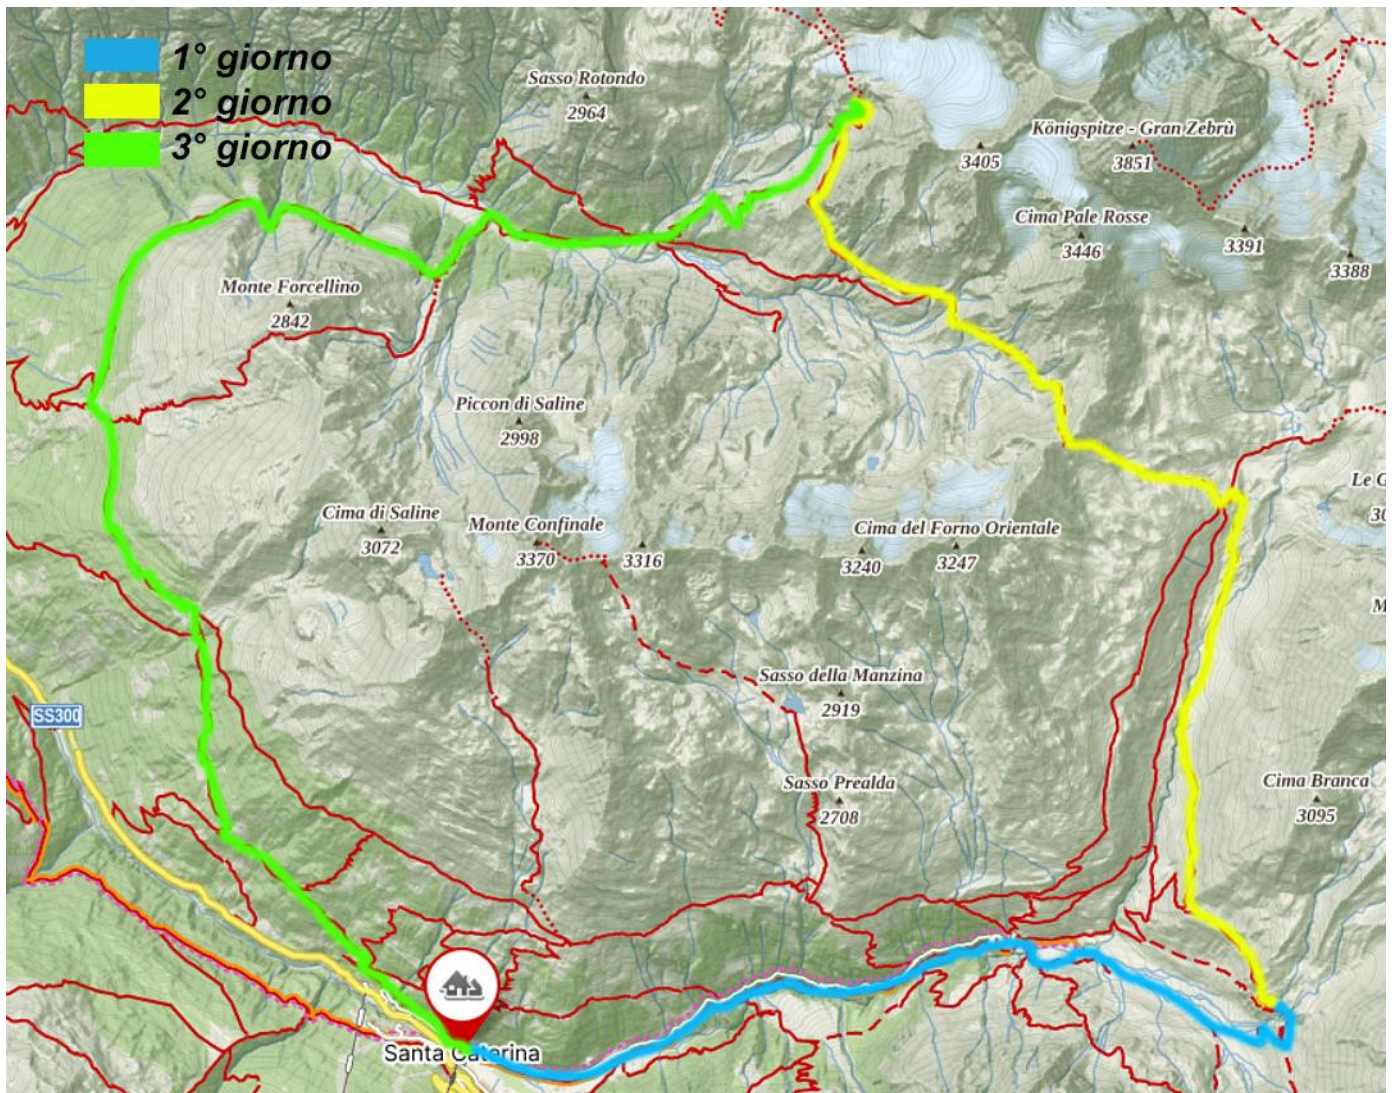 1° giorno
2° giorno
3° giorno
Sasso Rotondo
2964
Königspitze - Gran Zebrù
3851
3405
Cima Pale Rosse
3446
3391
3388
Monte Forcellino
2842
Piccon di Saline
2998
Le G
30
Cima di Saline
3072
Monte Confinale
3370
3316
Cima del Forno Orientale
3240
3247
M
Sasso della Manzina
2919
SS300
Sasso Prealda
2708
Cima Branca
3095
Santa Caterina